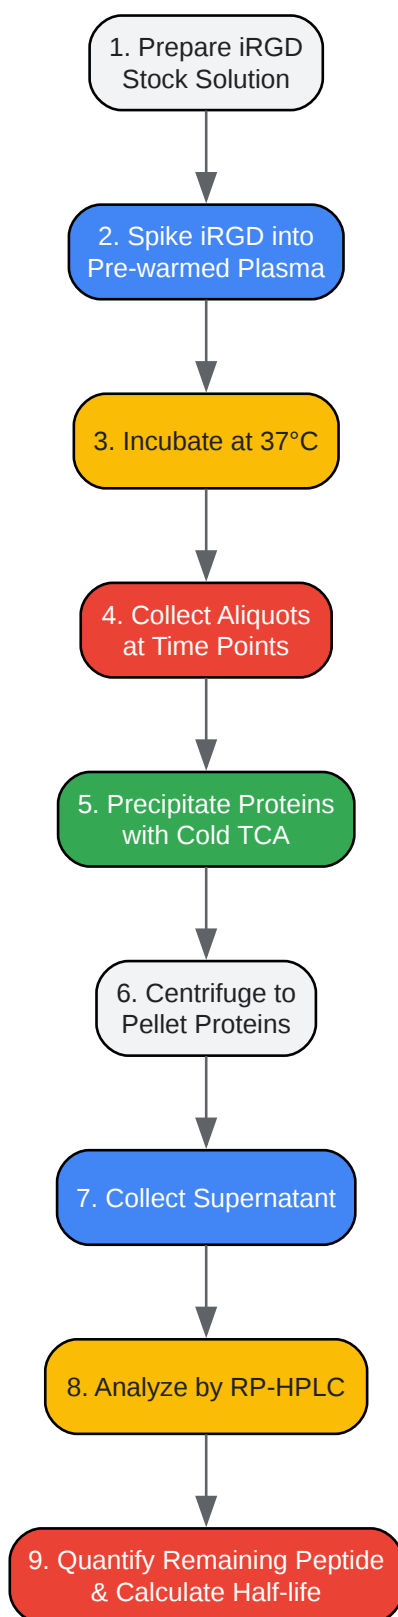 1. Prepare iRGD
Stock Solution
2. Spike iRGD into
Pre-warmed Plasma
3. Incubate at 37°C
4. Collect Aliquots
at Time Points
5. Precipitate Proteins
with Cold TCA
6. Centrifuge to
Pellet Proteins
7. Collect Supernatant
8. Analyze by RP-HPLC
9. Quantify Remaining Peptide
& Calculate Half-life